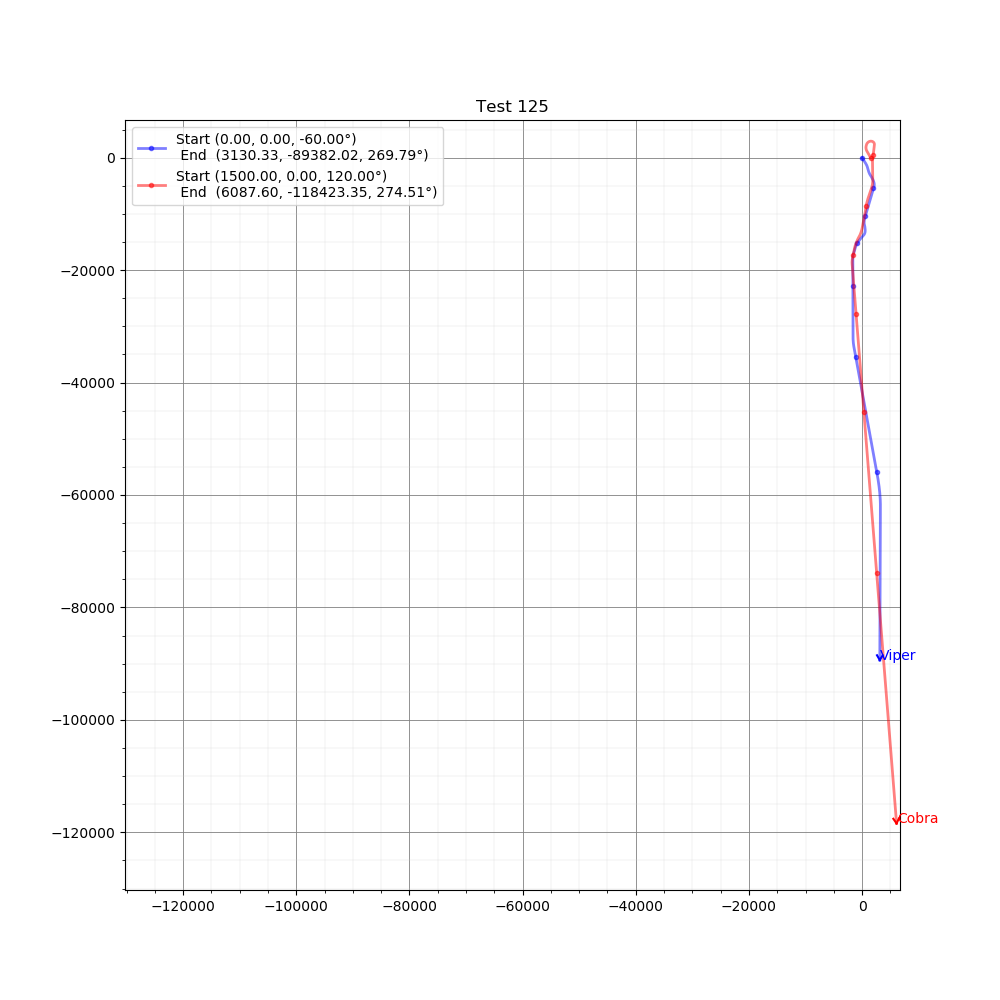 Test 125
Start (0.00, 0.00, -60.00°)
End (3130.33, -89382.02, 269.79°)
Start (1500.00, 0.00, 120.00°)
End (6087.60, -118423.35, 274.51°)
0
−20000
−40000
−60000
−80000
−100000
−120000
Viper
Cobra
−120000 −100000 −80000 −60000 −40000 −20000 0